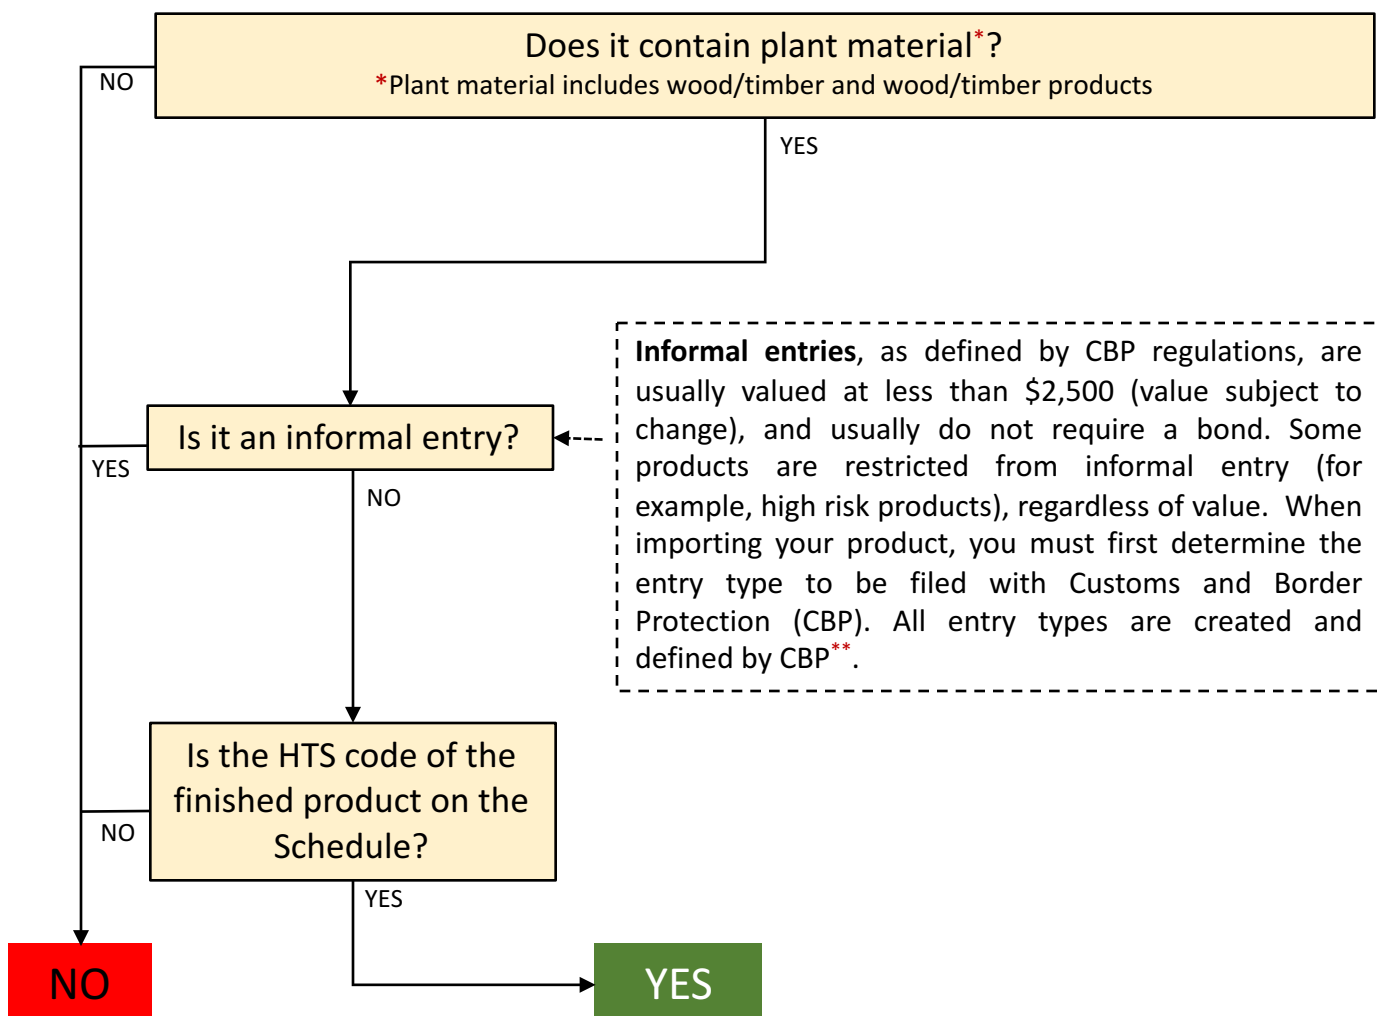 Does it contain plant material*?
*Plant material includes wood/timber and wood/timber products
NO
YES
Informal entries, as defined by CBP regulations, are
usually valued at less than $2,500 (value subject to
change), and usually do not require a bond. Some
products are restricted from informal entry (for
example, high risk products), regardless of value. When
importing your product, you must first determine the
entry type to be filed with Customs and Border
Protection (CBP). All entry types are created and
defined by CBP**.
Is it an informal entry?
YES
NO
Is the HTS code of the
finished product on the
Schedule?
NO
YES
NO
YES